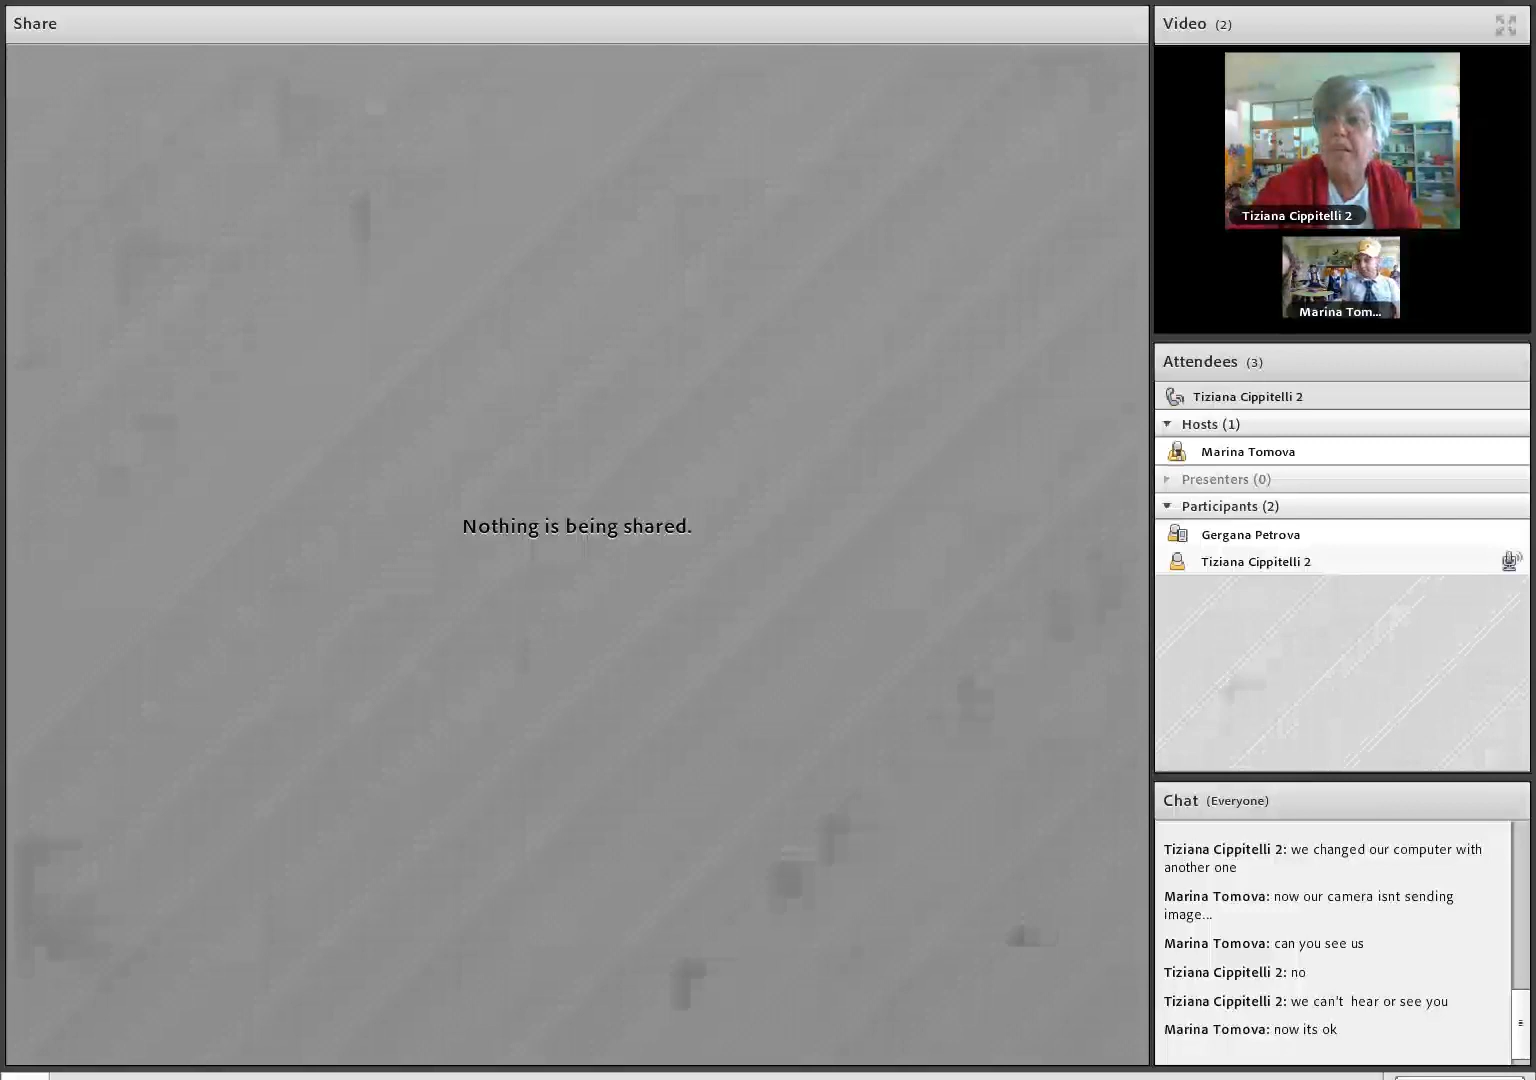 Share
Video (2)
Tiziana Cippitelli 2
Marina Tom...
Attendees (3)
Tiziana Cippitelli 2
Hosts (1)
Marina Tomova
Presenters (0)
Participants (2)
Gergana Petrova
Tiziana Cippitelli 2
Nothing is being shared.
Chat (Everyone)
Tiziana Cippitelli 2: we changed our computer with
another one
Marina Tomova: now our camera isnt sending
image...
Marina Tomova: can you see us
Tiziana Cippitelli 2: no
Tiziana Cippitelli 2: we can't hear or see you
Marina Tomova: now its ok